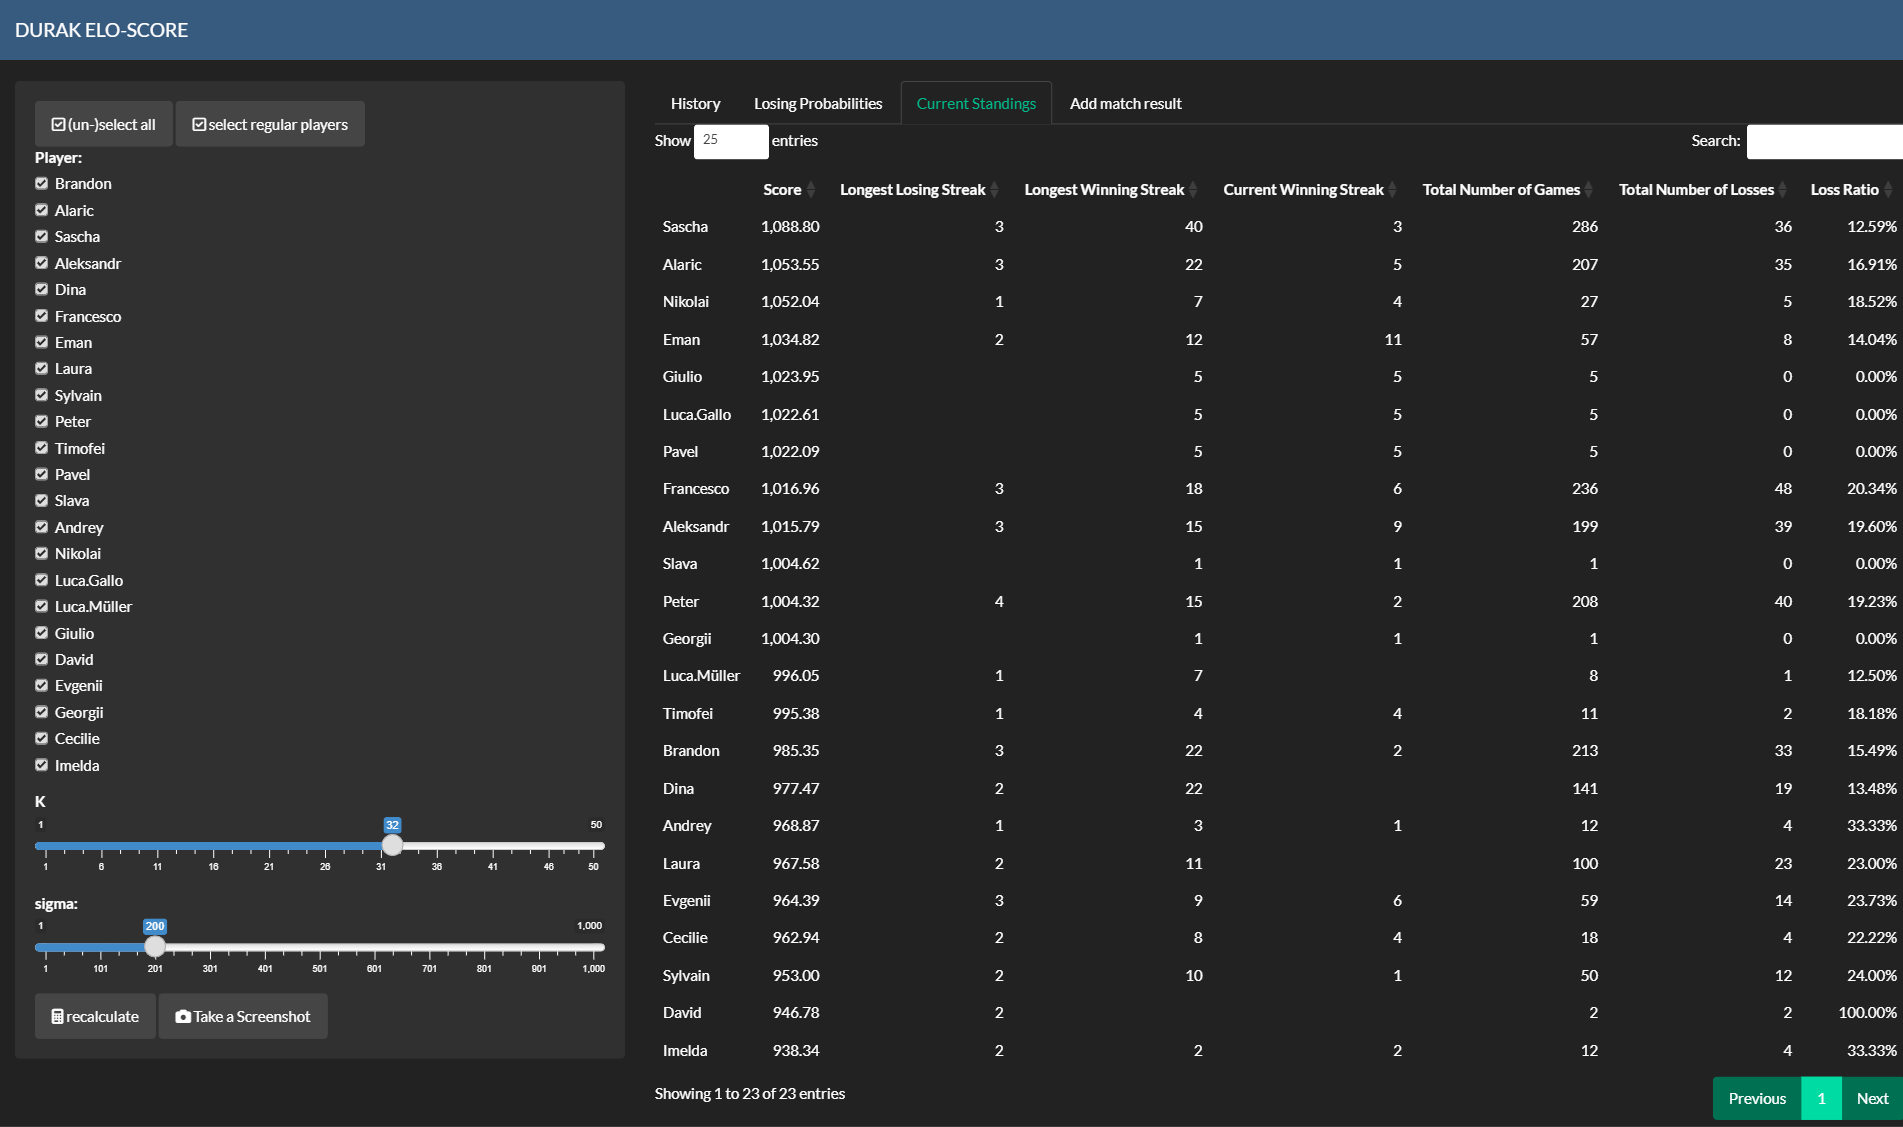 DURAK ELO-SCORE
(un-)select all select regular players
Player:
Brandon
Alaric
Sascha
Aleksandr
Dina
Francesco
Eman
Laura
Sylvain
Peter
Timofei
Pavel
Slava
Andrey
Nikolai
Luca.Gallo
Luca.Müller
Giulio
David
Evgenii
Georgii
Cecilie
Imelda
K
1 32 50
1 6 11 16 21 26 31 36 41 46 50
sigma:
1 200 1,000
1 101 201 301 401 501 601 701 801 901 1,000
recalculate Take a Screenshot
History Losing Probabilities Current Standings Add match result
Show 25 entries Search:
Score Longest Losing Streak Longest Winning Streak Current Winning Streak Total Number of Games Total Number of Losses Loss Ratio
Sascha 1,088.80 3 40 3 286 36 12.59%
Alaric 1,053.55 3 22 5 207 35 16.91%
Nikolai 1,052.04 1 7 4 27 5 18.52%
Eman 1,034.82 2 12 11 57 8 14.04%
Giulio 1,023.95 5 5 5 0 0.00%
Luca.Gallo 1,022.61 5 5 5 0 0.00%
Pavel 1,022.09 5 5 5 0 0.00%
Francesco 1,016.96 3 18 6 236 48 20.34%
Aleksandr 1,015.79 3 15 9 199 39 19.60%
Slava 1,004.62 1 1 1 0 0.00%
Peter 1,004.32 4 15 2 208 40 19.23%
Georgii 1,004.30 1 1 1 0 0.00%
Luca.Müller 996.05 1 7 8 1 12.50%
Timofei 995.38 1 4 4 11 2 18.18%
Brandon 985.35 3 22 2 213 33 15.49%
Dina 977.47 2 22 141 19 13.48%
Andrey 968.87 1 3 1 12 4 33.33%
Laura 967.58 2 11 100 23 23.00%
Evgenii 964.39 3 9 6 59 14 23.73%
Cecilie 962.94 2 8 4 18 4 22.22%
Sylvain 953.00 2 10 1 50 12 24.00%
David 946.78 2 2 2 100.00%
Imelda 938.34 2 2 2 12 4 33.33%
Showing 1 to 23 of 23 entries
Previous 1 Next